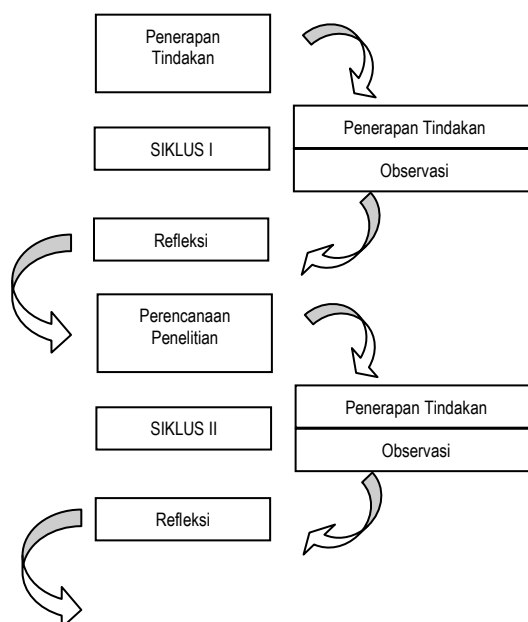 Penerapan
Tindakan
Penerapan Tindakan
SIKLUS I
Observasi
Refleksi
Perencanaan
Penelitian
Penerapan Tindakan
SIKLUS II
Observasi
Refleksi